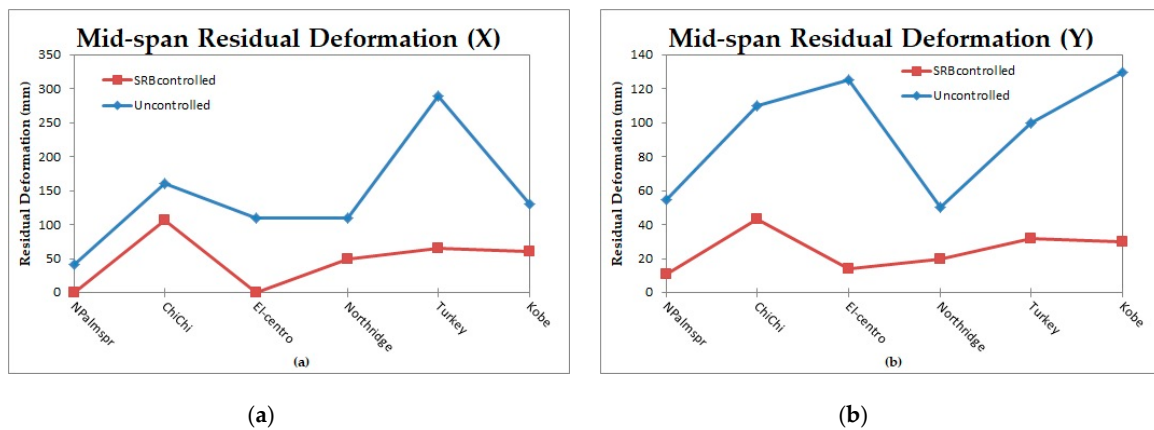 Mid-span Residual Deformation (X)
Residual Deformation (mm)
350
300
250
200
150
100
50
0
SRBcontrolled
Uncontrolled
NPalmspr
ChiChi
El-centro
Northridge
Turkey
Kobe
(a)
Mid-span Residual Deformation (Y)
Residual Deformation (mm)
140
120
100
80
60
40
20
0
SRBcontrolled
Uncontrolled
NPalmspr
ChiChi
El-centro
Northridge
Turkey
Kobe
(b)
(a)
(b)